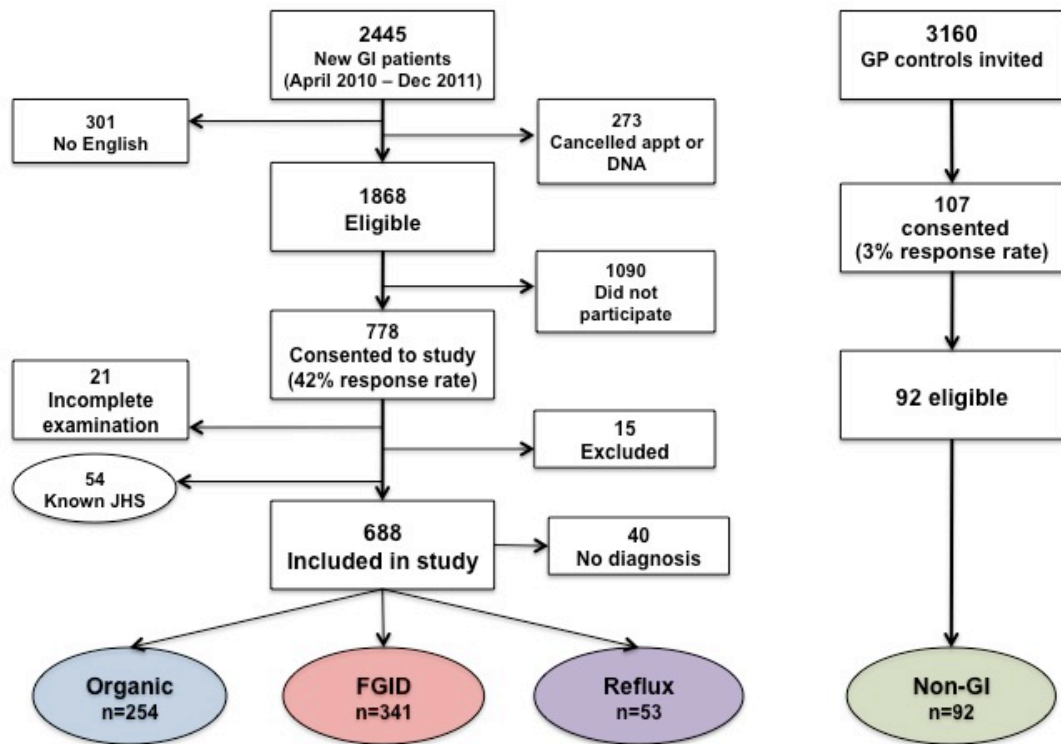 2445
New GI patients
(April 2010 – Dec 2011)
3160
GP controls invited
301
No English
273
Cancelled appt or
DNA
1868
Eligible
107
consented
(3% response rate)
1090
Did not
participate
778
Consented to study
(42% response rate)
21
Incomplete
examination
92 eligible
15
Excluded
54
Known JHS
688
Included in study
40
No diagnosis
Organic
n=254
FGID
n=341
Reflux
n=53
Non-GI
n=92